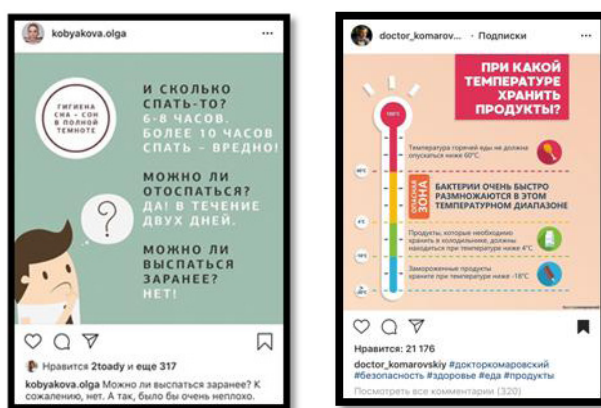 kobyakova.olga
ГИГИЕНА
СНА - СОН
В ПОЛНОЙ
ТЕМНОТЕ
И СКОЛЬКО
СПАТЬ-ТО?
6-8 ЧАСОВ.
БОЛЕЕ 10 ЧАСОВ
СПАТЬ – ВРЕДНО!
МОЖНО ЛИ
ОТОСПАТЬСЯ?
ДА! В ТЕЧЕНИЕ
ДВУХ ДНЕЙ.
?
МОЖНО ЛИ
ВЫСПАТЬСЯ
ЗАРАНЕЕ?
НЕТ!
Нравится 2toady и еще 317
kobyakova.olga Можно ли выспаться заранее? К
сожалению, нет. А так, было бы очень неплохо.
doctor_komarov... · Подписки
ПРИ КАКОЙ
ТЕМПЕРАТУРЕ
ХРАНИТЬ
ПРОДУКТЫ?
100°C
Температура горячей еды не должна
опускаться ниже 60°C.
60°C
ОПАСНАЯ
ЗОНА
БАКТЕРИИ ОЧЕНЬ БЫСТРО
РАЗМНОЖАЮТСЯ В ЭТОМ
ТЕМПЕРАТУРНОМ ДИАПАЗОНЕ
4°C
Продукты, которые необходимо
хранить в холодильнике, должны
находиться при температуре ниже 4°C
-18°C
Замороженные продукты
храните при температуре ниже -18°C
Нравится: 21 176
doctor_komarovskiy #докторкомаровский
#безопасность #здоровье #еда #продукты
Посмотреть все комментарии (320)